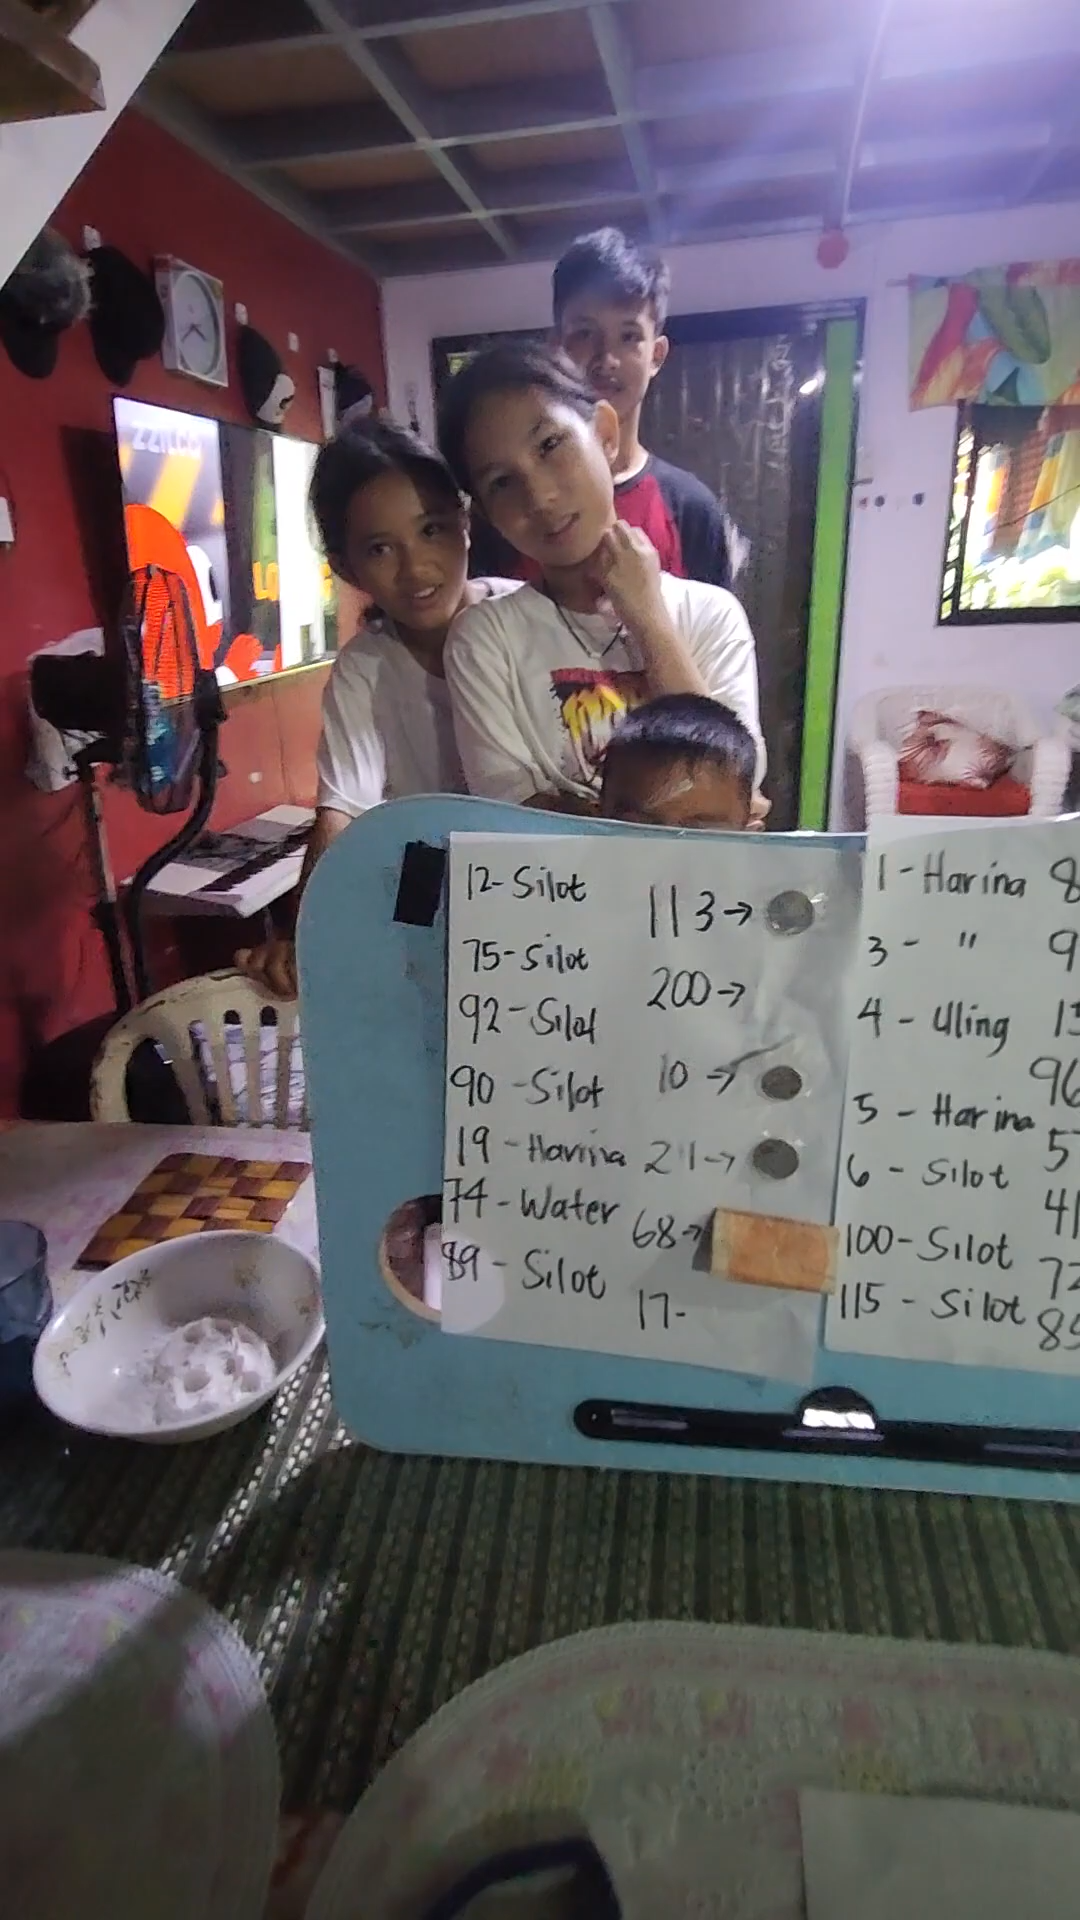 12- Silot
75- Silot
92- Silot
90 - Silot
19 - Harina
74 - Water
89 - Silot
113→
200→
10 →
21→
68→
17-
1 - Harina
3 - "
4 - Uling
5 - Harina
6 - Silot
100 - Silot
115 - Silot
96